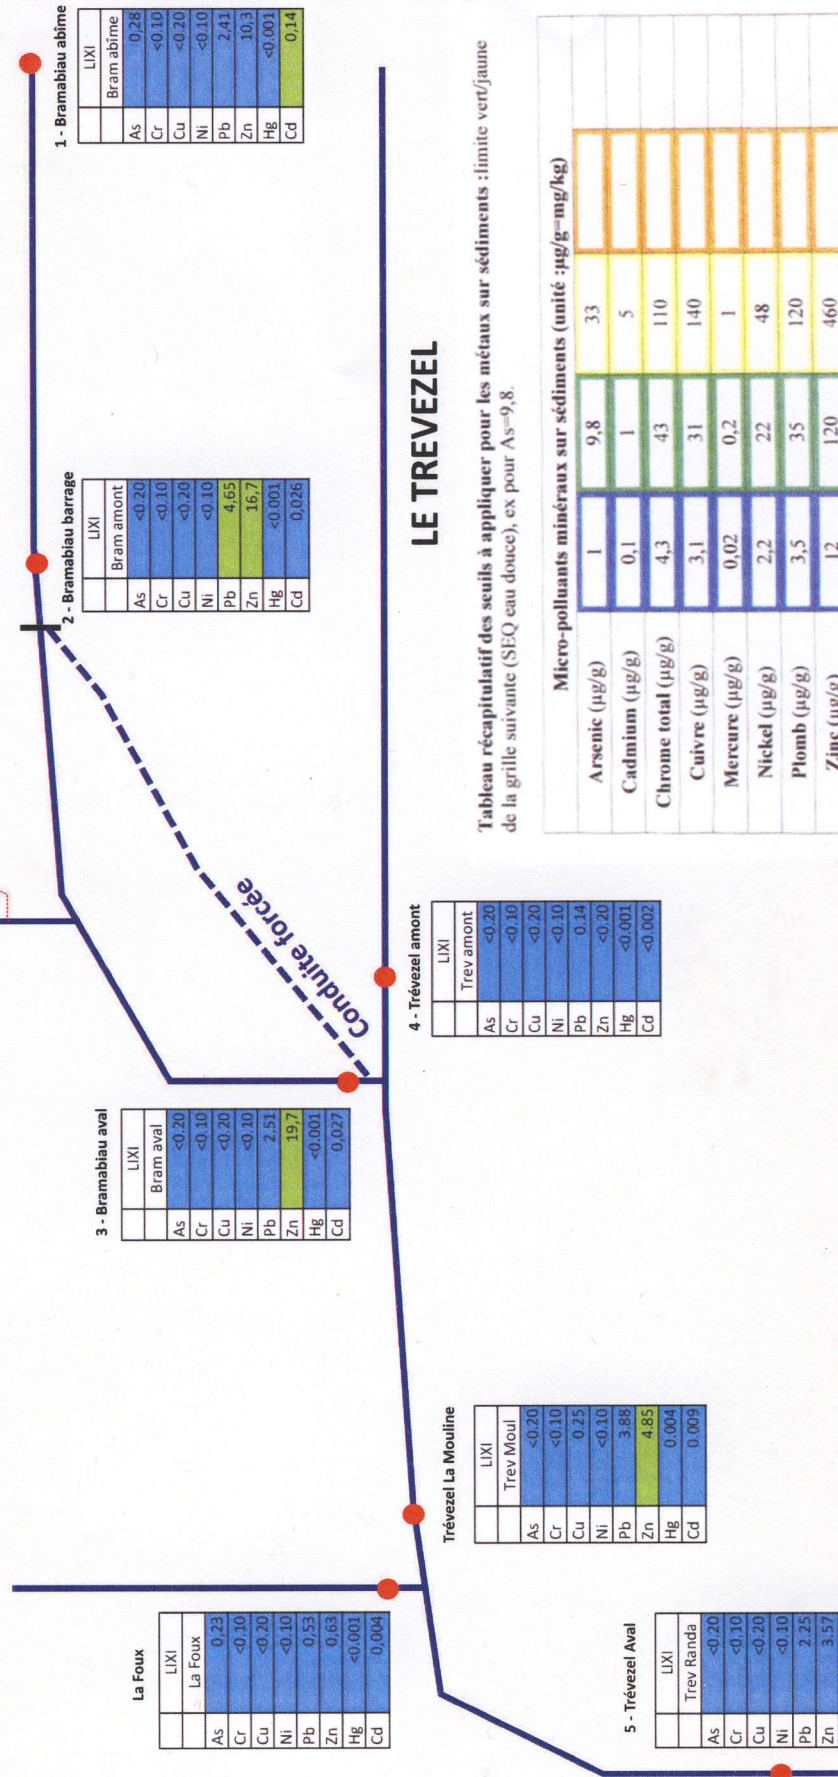 1 - Bramabiau abîme
LIXI
Bram abîme
As 0,28
Cr <0.10
Cu <0.20
Ni <0.10
Pb 2,41
Zn 10,3
Hg <0.001
Cd 0,14
2 - Bramabiau barrage
LIXI
Bram amont
As <0.20
Cr <0.10
Cu <0.20
Ni <0.10
Pb 4,65
Zn 16,7
Hg <0.001
Cd 0,026
Conduite forcée
3 - Bramabiau aval
LIXI
Bram aval
As <0.20
Cr <0.10
Cu <0.20
Ni <0.10
Pb 2,51
Zn 19,7
Hg <0.001
Cd 0,027
La Foux
LIXI
La Foux
As 0,23
Cr <0.10
Cu <0.20
Ni <0.10
Pb 0,53
Zn 0,63
Hg <0.001
Cd 0,004
LE TREVEZEL
4 - Trévezel amont
LIXI
Trev amont
As <0.20
Cr <0.10
Cu <0.20
Ni <0.10
Pb 0.14
Zn <0.20
Hg <0.001
Cd <0.002
Trévezel La Mouline
LIXI
Trev Moul
As <0.20
Cr <0.10
Cu 0.25
Ni <0.10
Pb 3.88
Zn 4.85
Hg 0.004
Cd 0.009
5 - Trévezel Aval
LIXI
Trev Randa
As <0.20
Cr <0.10
Cu <0.20
Ni <0.10
Pb 2.25
Zn 3.57
Tableau récapitulatif des seuils à appliquer pour les métaux sur sédiments :limite vert/jaune
de la grille suivante (SEQ eau douce), ex pour As=9,8.
Micro-polluants minéraux sur sédiments (unité :µg/g=mg/kg)
Arsenic (µg/g) 1 9,8 33
Cadmium (µg/g) 0,1 1 5
Chrome total (µg/g) 4,3 43 110
Cuivre (µg/g) 3,1 31 140
Mercure (µg/g) 0,02 0,2 1
Nickel (µg/g) 2,2 22 48
Plomb (µg/g) 3,5 35 120
Zinc (µg/g) 12 120 460